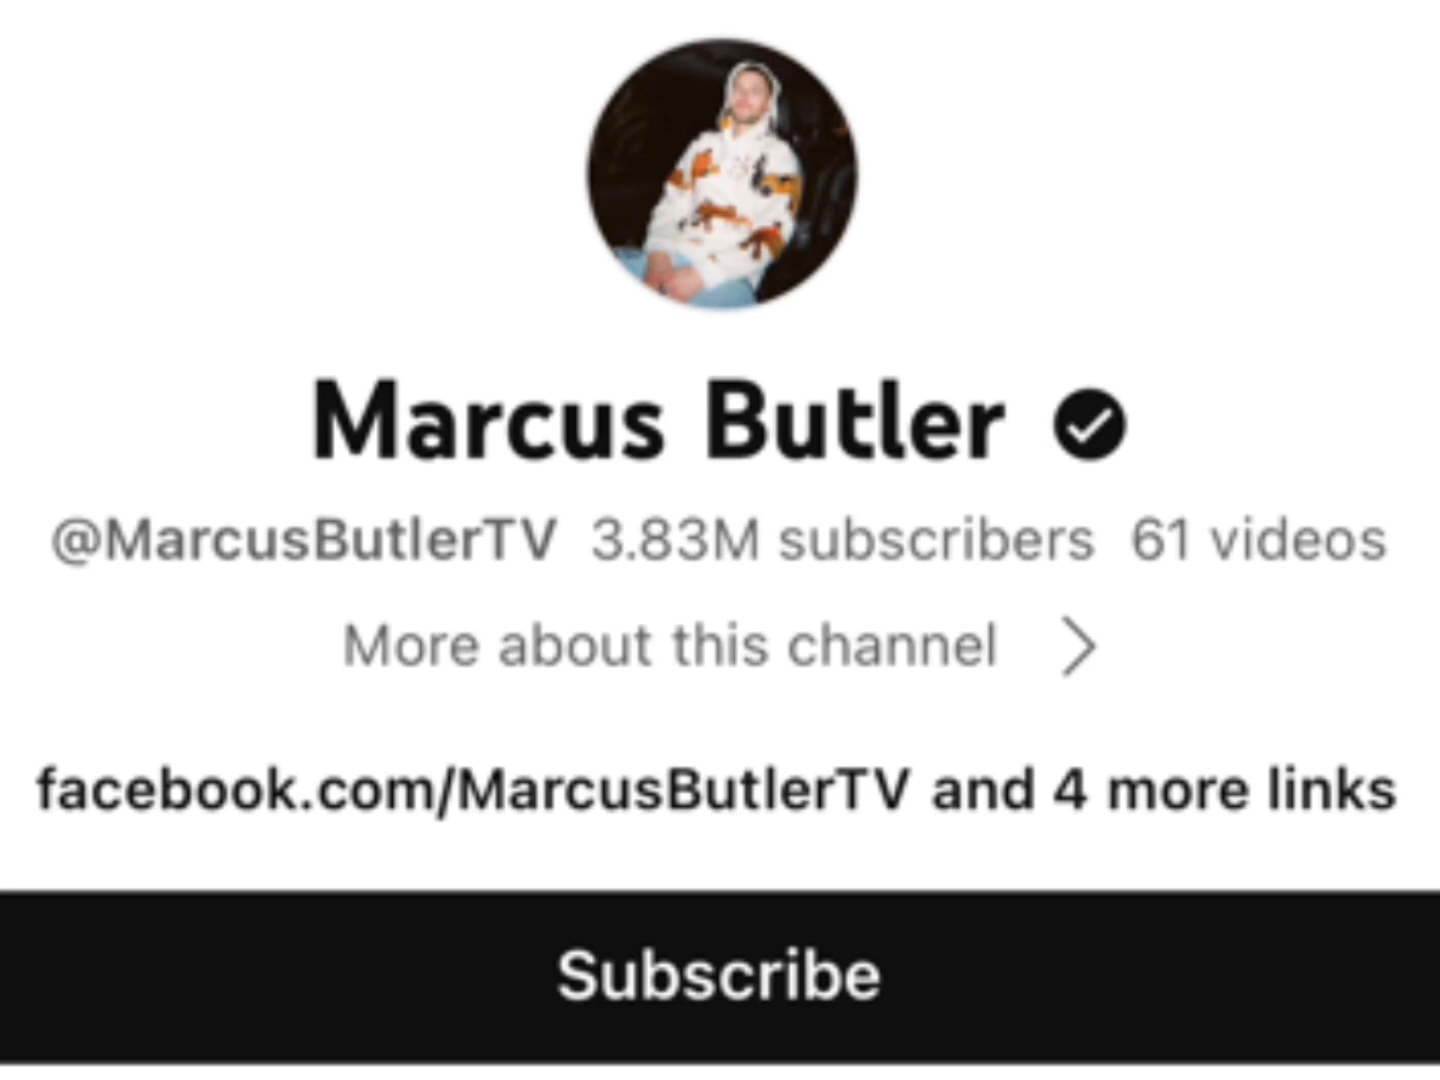 Marcus Butler
@MarcusButlerTV 3.83M subscribers 61 videos
More about this channel
facebook.com/MarcusButlerTV and 4 more links
Subscribe